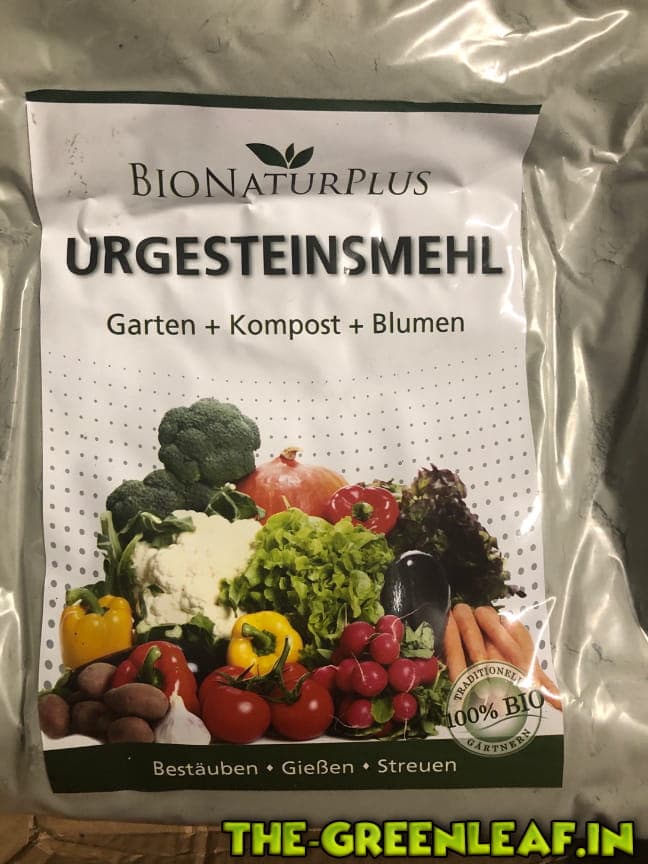 BIONATURPLUS
URGESTEINSMEHL
Garten + Kompost + Blumen
TRADITIONELL
100% BIO
GÄRTNERN
Bestäuben • Gießen • Streuen
THE-GREENLEAF.IN